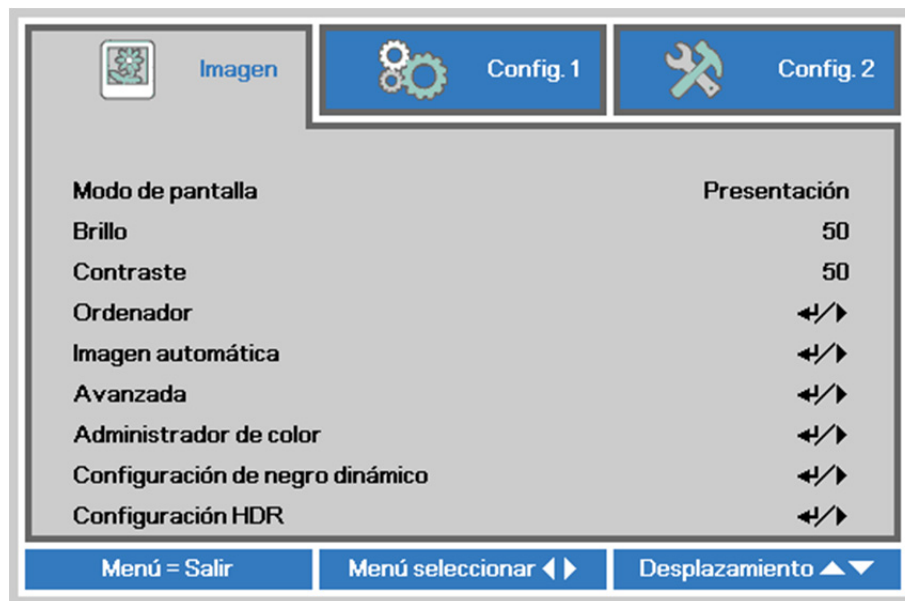 Imagen Config. 1 Config. 2
Modo de pantalla Presentación
Brillo 50
Contraste 50
Ordenador ↵/▶
Imagen automática ↵/▶
Avanzada ↵/▶
Administrador de color ↵/▶
Configuración de negro dinámico ↵/▶
Configuración HDR ↵/▶
Menú = Salir Menú seleccionar ◀▶ Desplazamiento ▲▼